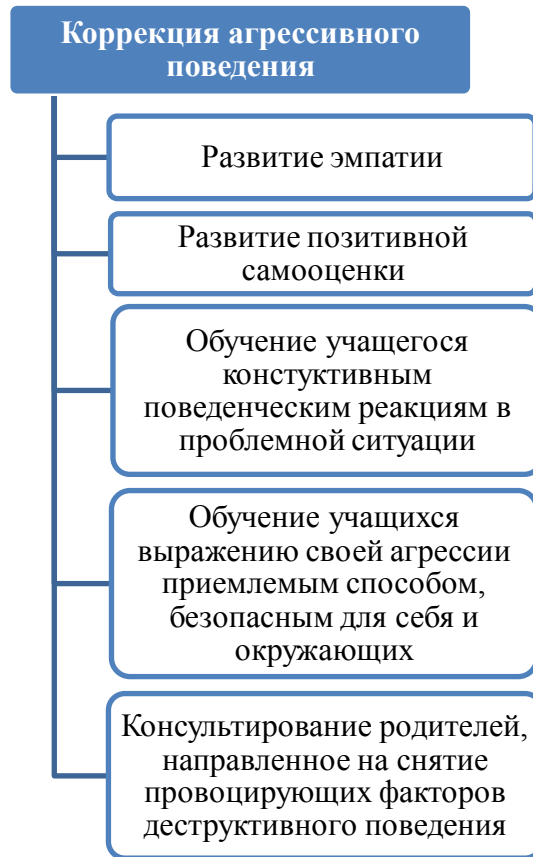 Коррекция агрессивного
поведения
Развитие эмпатии
Развитие позитивной
самооценки
Обучение учащегося
констуктивным
поведенческим реакциям в
проблемной ситуации
Обучение учащихся
выражению своей агрессии
приемлемым способом,
безопасным для себя и
окружающих
Консультирование родителей,
направленное на снятие
провоцирующих факторов
деструктивного поведения